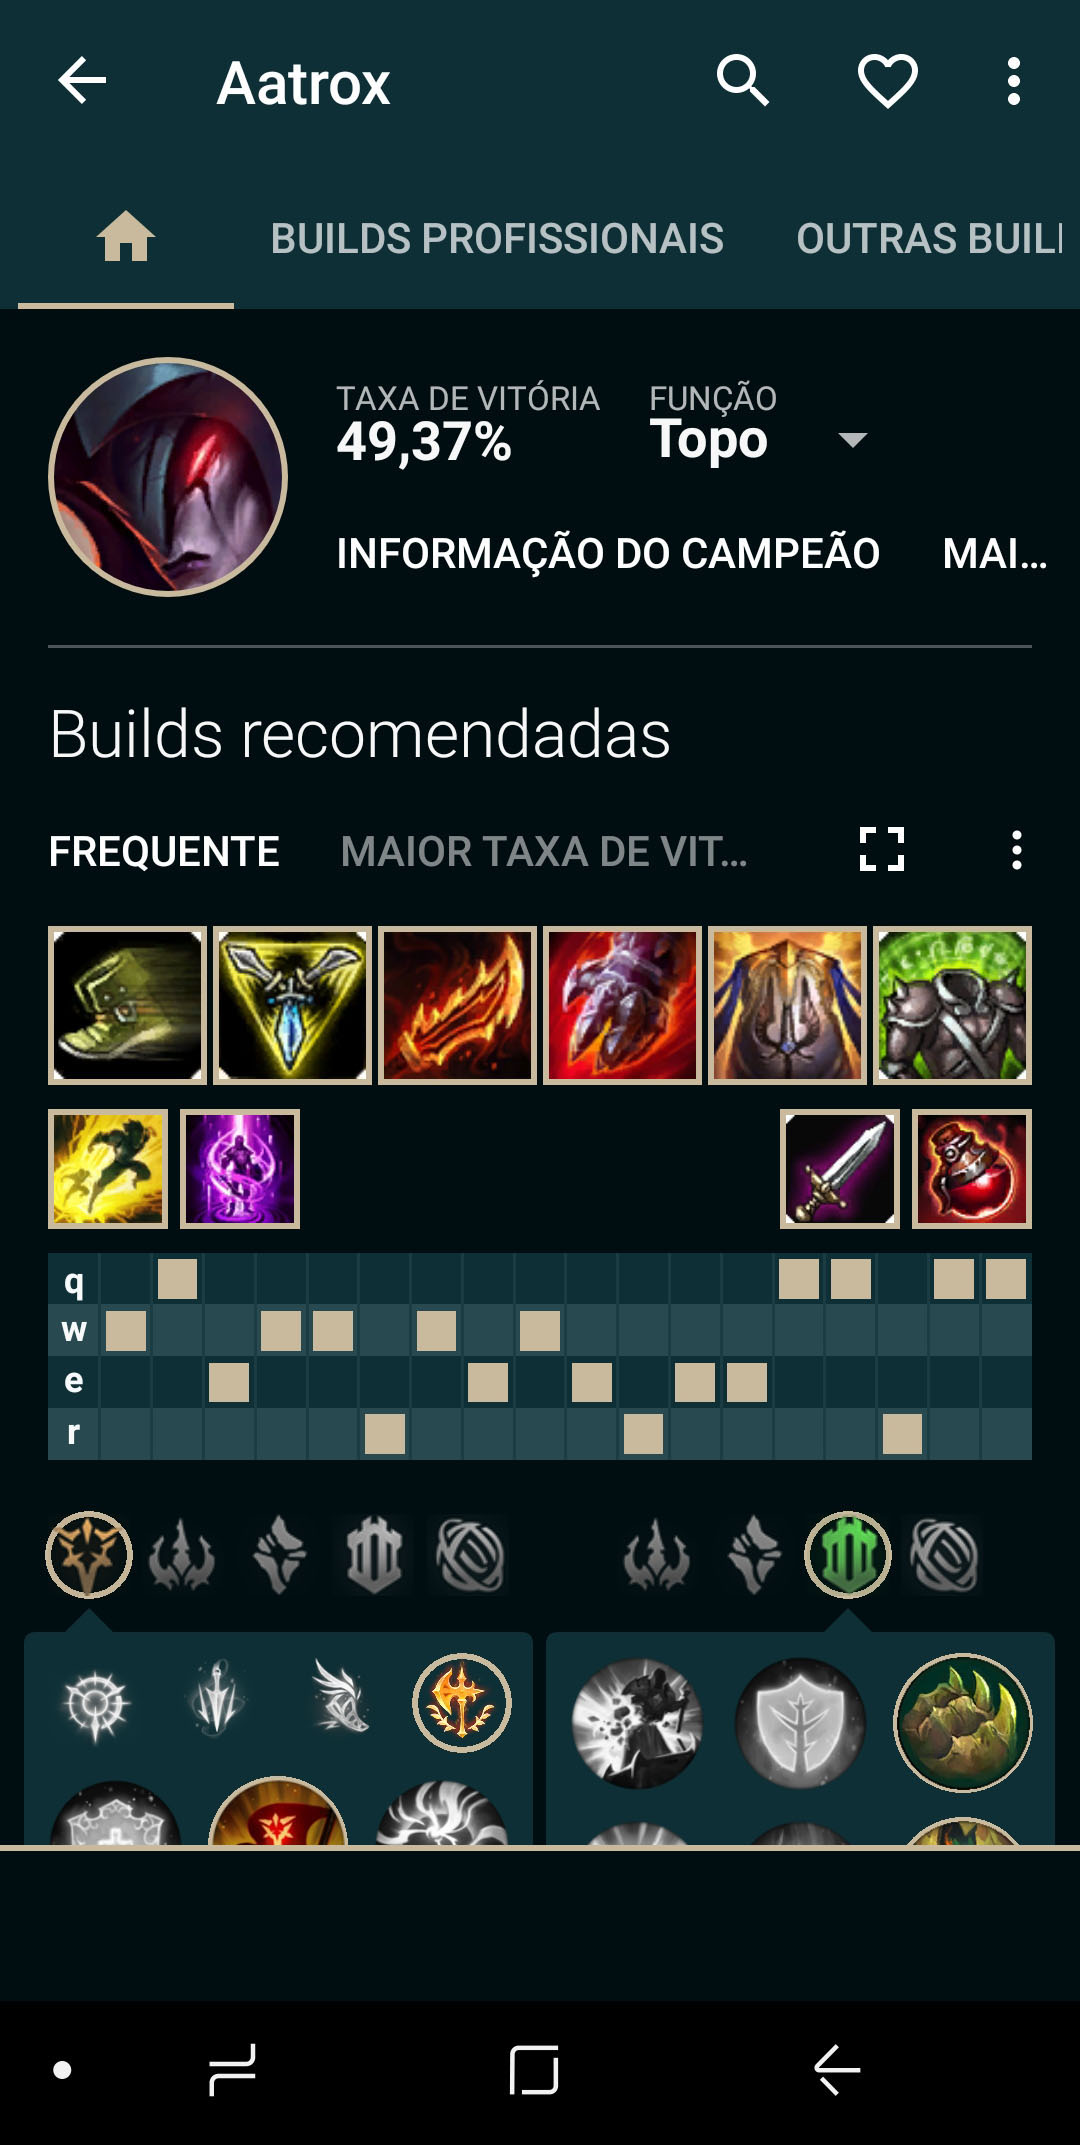 Aatrox
BUILDS PROFISSIONAIS OUTRAS BUIL
TAXA DE VITÓRIA FUNÇÃO
49,37% Topo
INFORMAÇÃO DO CAMPEÃO MAI...
Builds recomendadas
FREQUENTE MAIOR TAXA DE VIT...
q
w
e
r